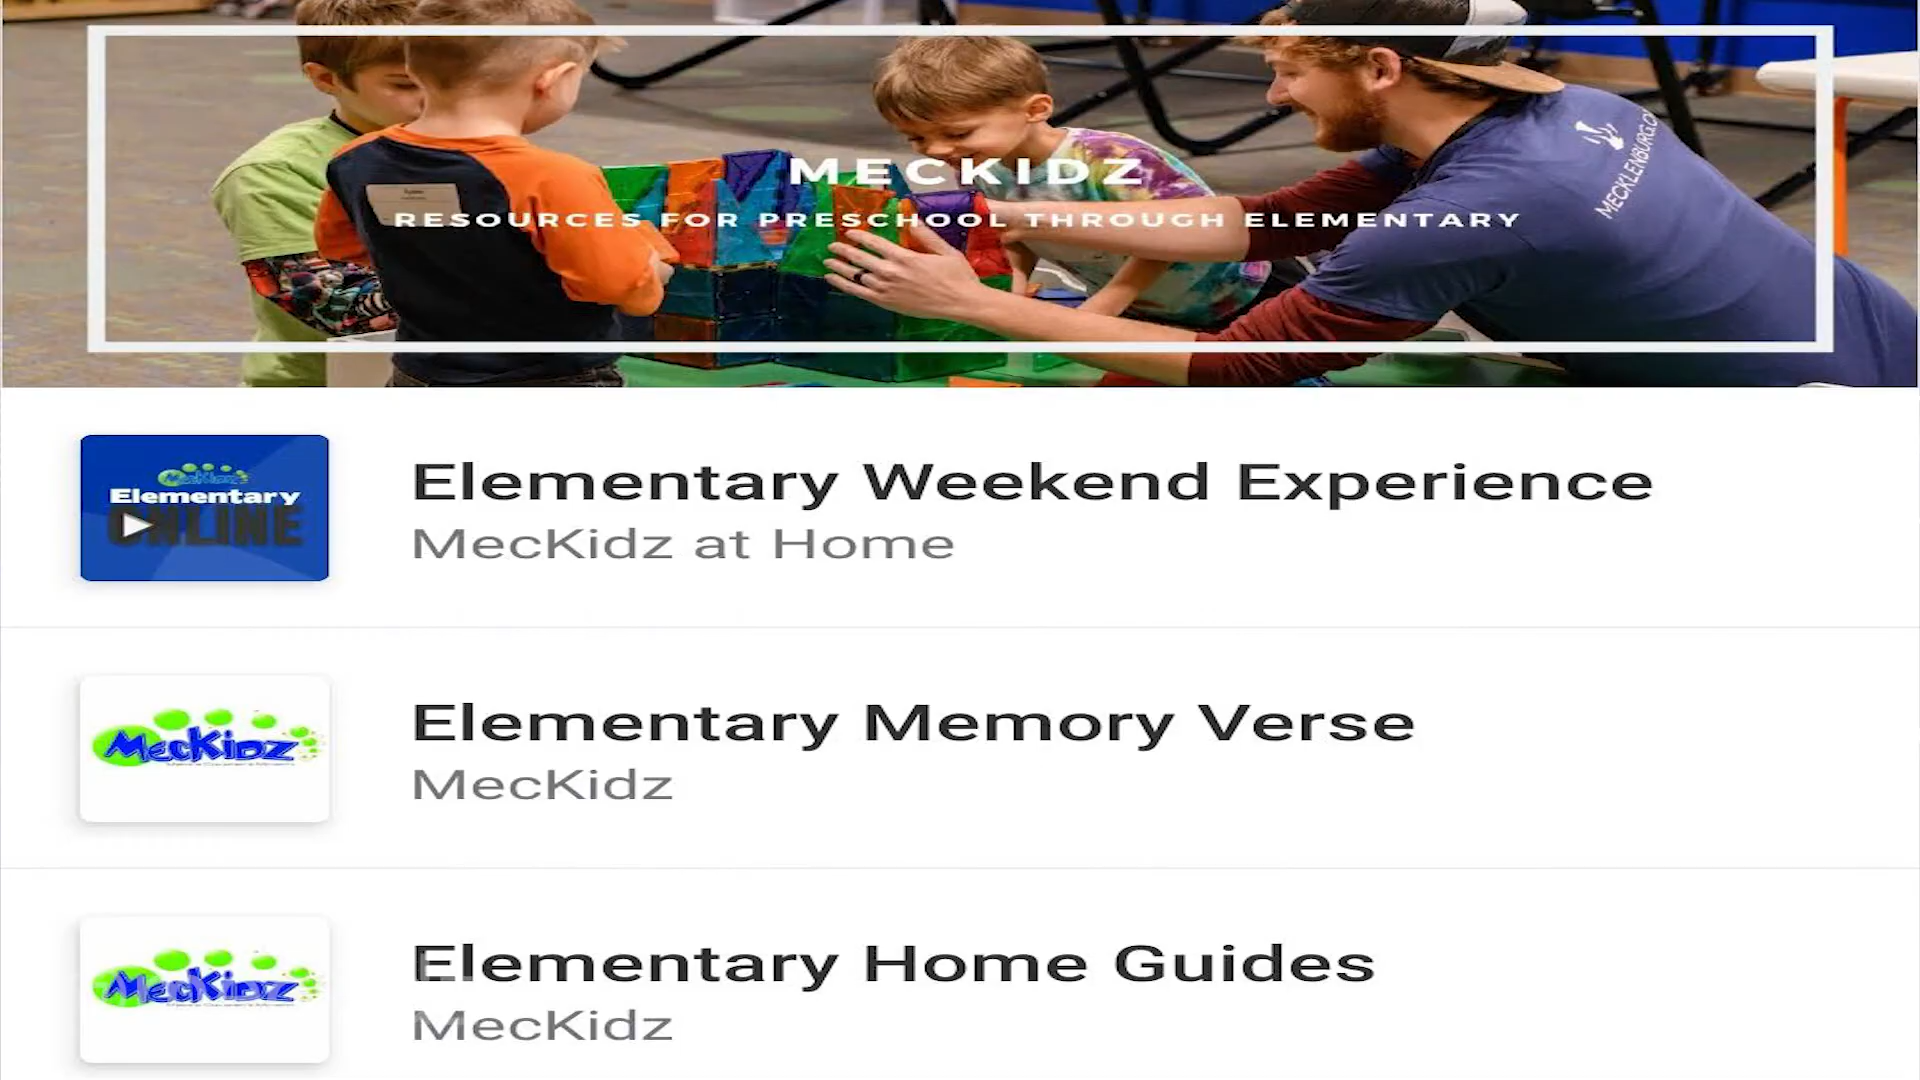 MECKIDZ
RESOURCES FOR PRESCHOOL THROUGH ELEMENTARY
MecKidz
Elementary
ONLINE
Elementary Weekend Experience
MecKidz at Home
MecKidz
Elementary Memory Verse
MecKidz
MecKidz
Elementary Home Guides
MecKidz